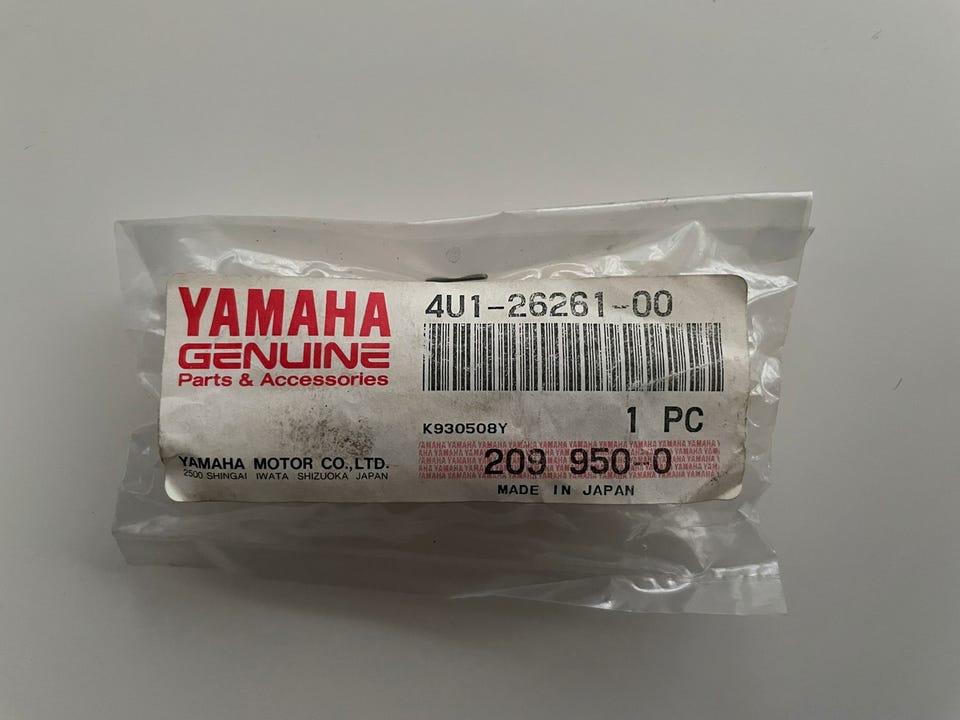 YAMAHA
GENUINE
Parts & Accessories
YAMAHA MOTOR CO.,LTD.
2500 SHINGAI IWATA SHIZUOKA JAPAN
4U1-26261-00
K930508Y
1 PC
209 950-0
MADE IN JAPAN